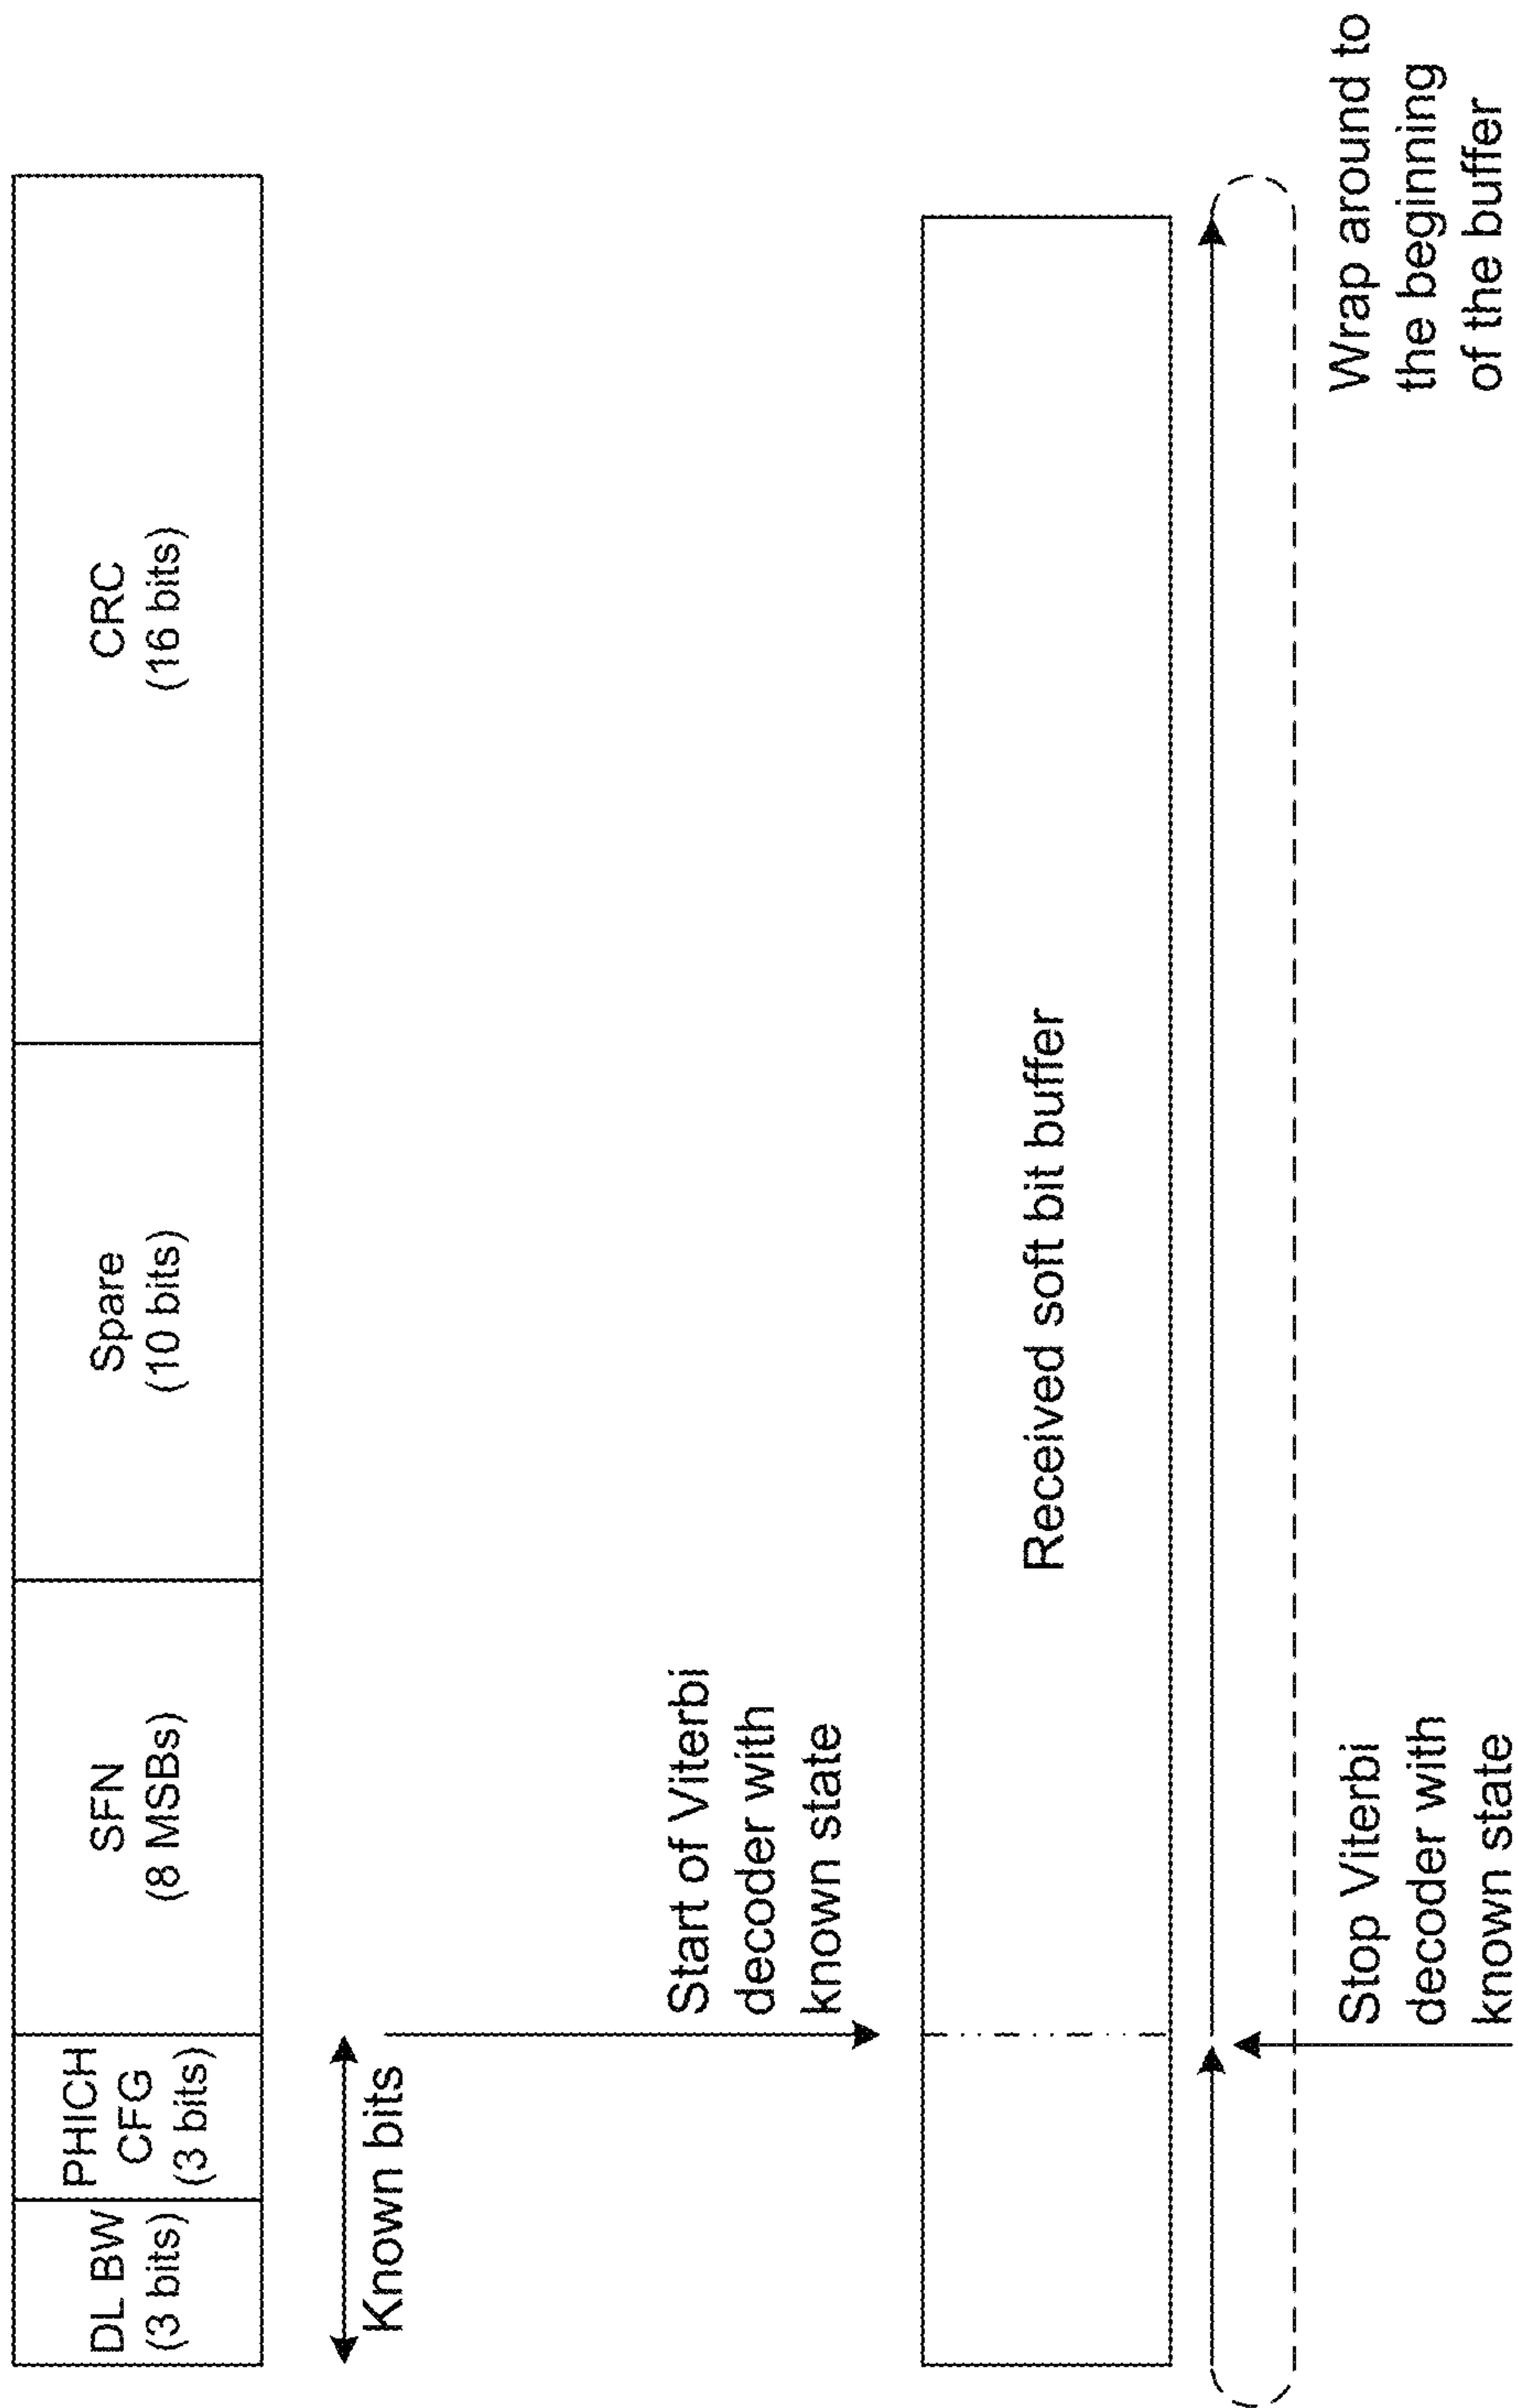 DL BW
(3 bits)
PHICH
CFG
(3 bits)
SFN
(8 MSBs)
Spare
(10 bits)
CRC
(16 bits)
Known bits
Start of Viterbi
decoder with
known state
Received soft bit buffer
Stop Viterbi
decoder with
known state
Wrap around to
the beginning
of the buffer